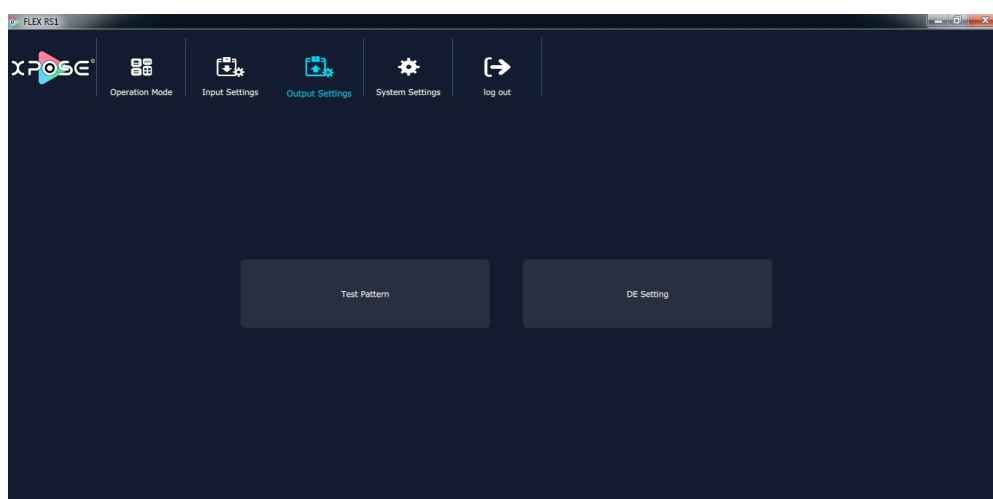 FLEX RS1
XPOSE®
Operation Mode
Input Settings
Output Settings
System Settings
log out
Test Pattern
DE Setting